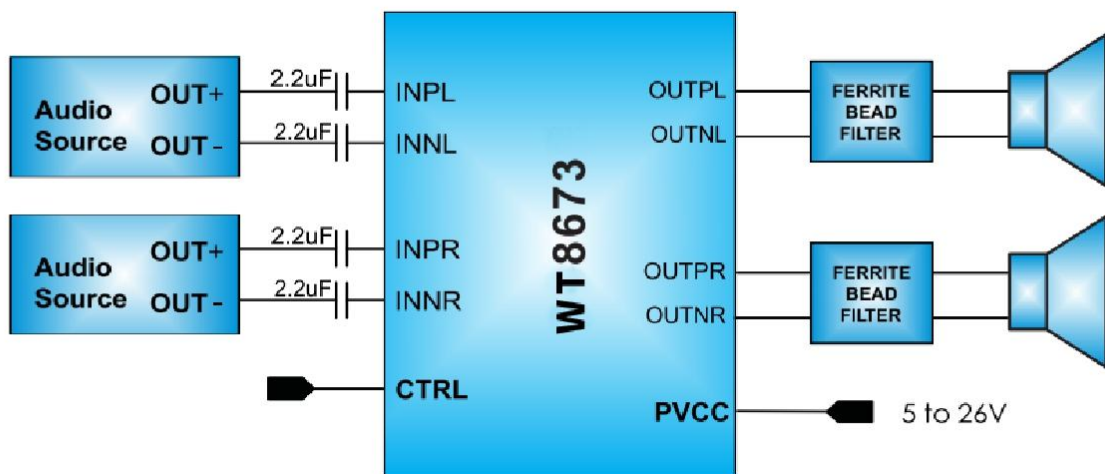 Audio
Source
OUT+
OUT-
2.2uF
2.2uF
INPL
INNL
Audio
Source
OUT+
OUT-
2.2uF
2.2uF
INPR
INNR
CTRL
WT8673
OUTPL
OUTNL
FERRITE
BEAD
FILTER
OUTPR
OUTNR
FERRITE
BEAD
FILTER
PVCC
5 to 26V